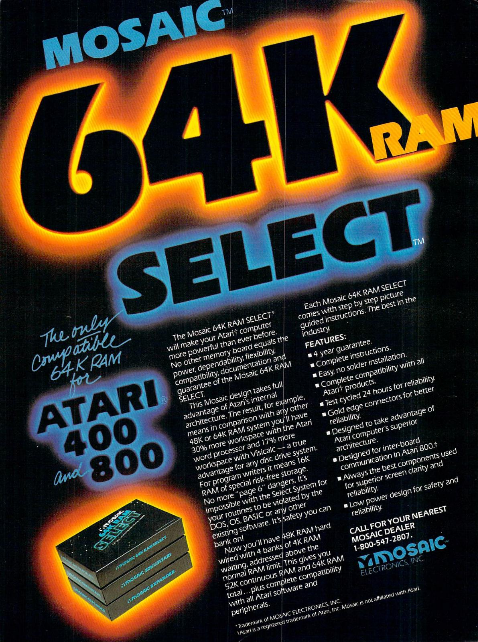 MOSAIC™
64K
RAM
SELECT™
The only
compatible
64K RAM
for
ATARI®
400
and 800
The Mosaic 64K RAM SELECT*
will make your Atari† computer
more powerful than ever before.
No other memory board equals the
power, dependability, flexibility,
compatibility, documentation and
guarantee of the Mosaic 64K RAM
SELECT.
This Mosaic design takes full
advantage of Atari's internal
architecture. The result, for example,
means in comparison with any other
48K or 64K RAM system you'll have
30% more workspace with the Atari
word processor and 17% more
workspace with Visicalc — a true
advantage for any disc drive system.
For program writers it means 16K
RAM of special risk-free storage.
No more "page 6" dangers. It's
impossible with the Select System for
your routines to be violated by the
DOS, OS, BASIC or any other
existing software. It's safety you can
bank on!
Now you'll have 48K RAM hard
wired with 4 banks of 4K RAM
waiting, addressed above the
normal RAM limit. This gives you
52K continuous RAM and 64K RAM
total...plus complete compatibility
with all Atari software and
peripherals.
Each Mosaic 64K RAM SELECT
comes with step by step picture
guided instructions. The best in the
industry.
FEATURES:
■ 4 year guarantee.
■ Complete instructions.
■ Easy, no solder installation.
■ Complete compatibility with all
Atari† products.
■ Test cycled 24 hours for reliability.
■ Gold edge connectors for better
reliability.
■ Designed to take advantage of
Atari computer's superior
architecture.
■ Designed for inter-board
communication in Atari 800.†
■ Always the best components used
for superior screen clarity and
reliability.
■ Low power design for safety and
reliability.
CALL FOR YOUR NEAREST
MOSAIC DEALER
1-800-547-2807.
MOSAIC
ELECTRONICS, INC.
MOSAIC
SELECT
*Trademark of MOSAIC ELECTRONICS, INC.
†Atari is a registered trademark of Atari, Inc. Mosaic is not affiliated with Atari.